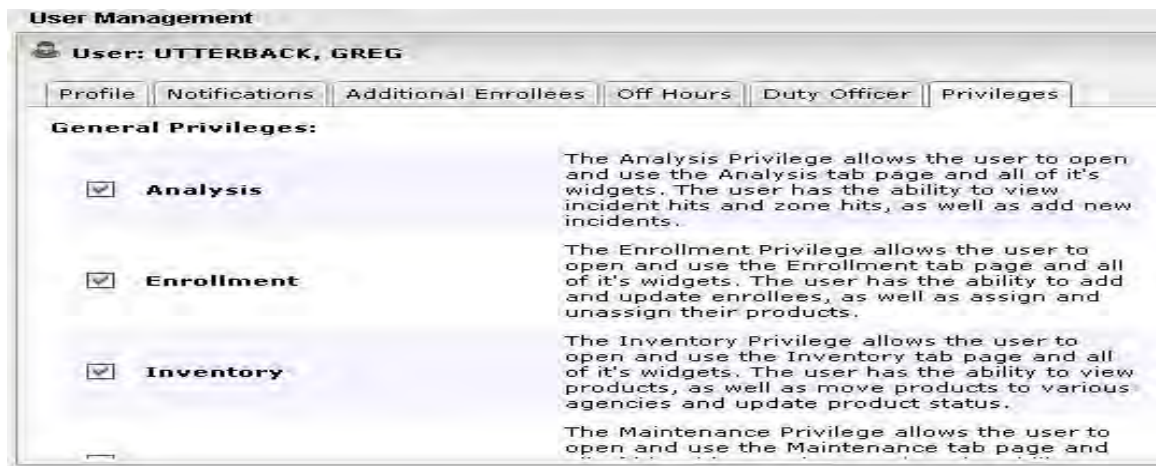 User Management
User: UTTERBACK, GREG
Profile Notifications Additional Enrollees Off Hours Duty Officer Privileges
General Privileges:
Analysis
The Analysis Privilege allows the user to open
and use the Analysis tab page and all of it's
widgets. The user has the ability to view
incident hits and zone hits, as well as add new
incidents.
Enrollment
The Enrollment Privilege allows the user to
open and use the Enrollment tab page and all
of it's widgets. The user has the ability to add
and update enrollees, as well as assign and
unassign their products.
Inventory
The Inventory Privilege allows the user to
open and use the Inventory tab page and all
of it's widgets. The user has the ability to view
products, as well as move products to various
agencies and update product status.
The Maintenance Privilege allows the user to
open and use the Maintenance tab page and